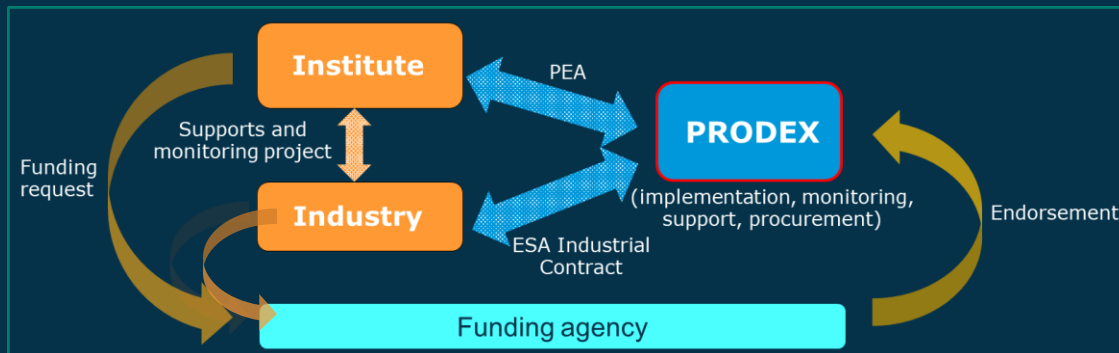 Institute
PEA
PRODEX
Supports and
monitoring project
Funding
request
(implementation, monitoring,
support, procurement)
Industry
Endorsement
ESA Industrial
Contract
Funding agency